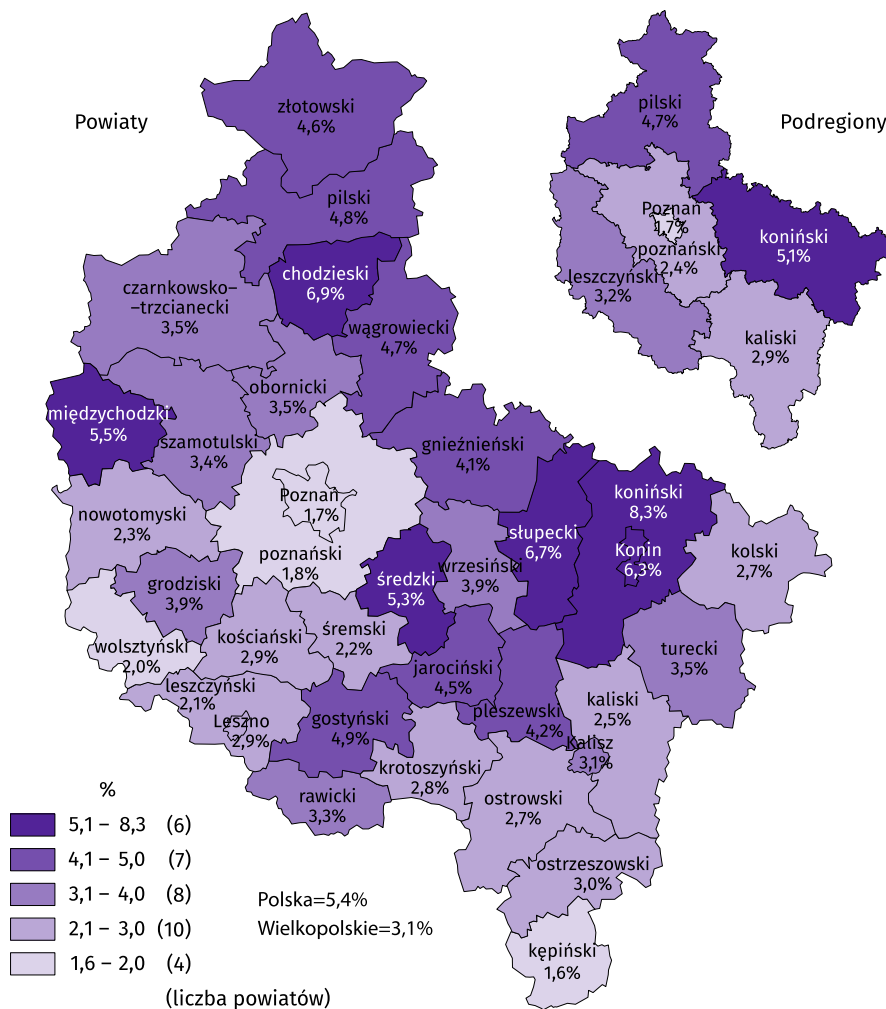 Powiaty
Podregiony
złotowski
4,6%
pilski
4,8%
chodzieski
6,9%
czarnkowsko–
–trzcianecki
3,5%
wągrowiecki
4,7%
obornicki
3,5%
międzychodzki
5,5%
szamotulski
3,4%
gnieźnieński
4,1%
nowotomyski
2,3%
Poznań
1,7%
poznański
1,8%
koniński
8,3%
słupecki
6,7%
Konin
6,3%
kolski
2,7%
wrzesiński
3,9%
średzki
5,3%
grodziski
3,9%
wolsztyński
2,0%
kościański
2,9%
śremski
2,2%
turecki
3,5%
jarociński
4,5%
leszczyński
2,1%
Leszno
2,9%
gostyński
4,9%
pleszewski
4,2%
kaliski
2,5%
Kalisz
3,1%
krotoszyński
2,8%
rawicki
3,3%
ostrowski
2,7%
ostrzeszowski
3,0%
kępiński
1,6%
pilski
4,7%
Poznań
1,7%
poznański
2,4%
koniński
5,1%
leszczyński
3,2%
kaliski
2,9%
%
5,1 – 8,3 (6)
4,1 – 5,0 (7)
3,1 – 4,0 (8)
2,1 – 3,0 (10)
1,6 – 2,0 (4)
(liczba powiatów)
Polska=5,4%
Wielkopolskie=3,1%